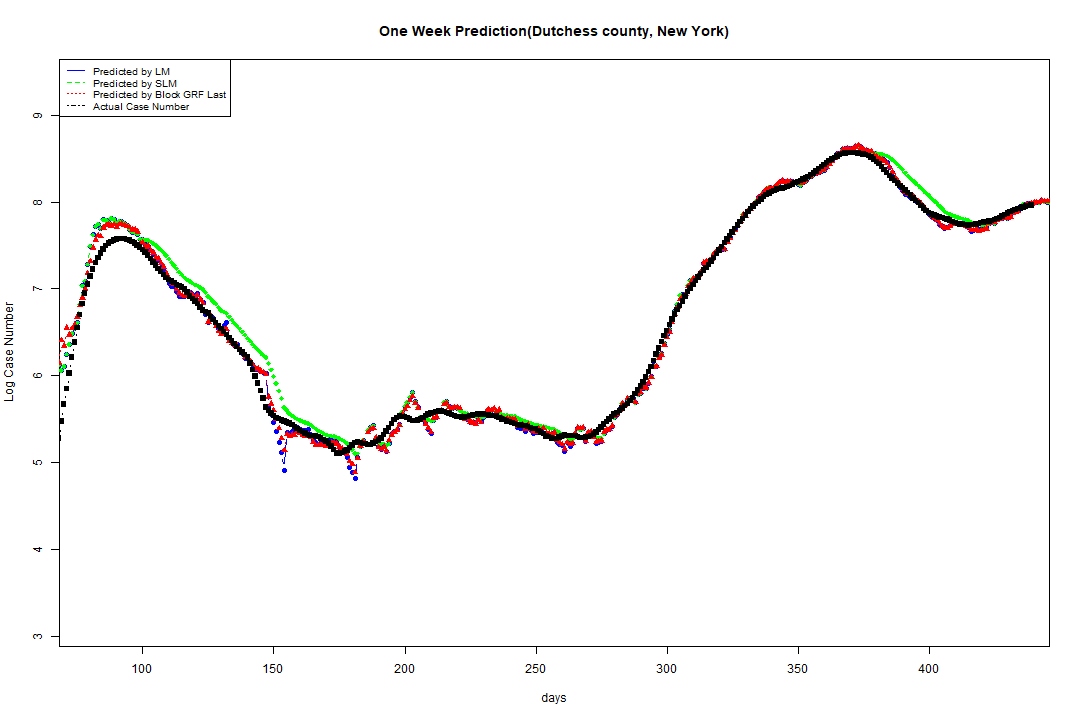 One Week Prediction(Dutchess county, New York)
Predicted by LM
Predicted by SLM
Predicted by Block GRF Last
Actual Case Number
9
8
7
6
5
4
3
Log Case Number
100 150 200 250 300 350 400
days